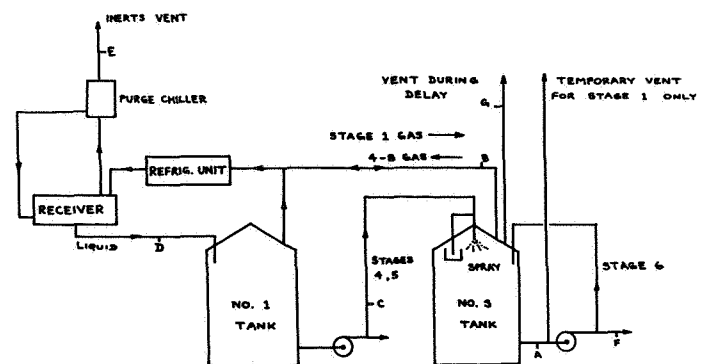 INERTS VENT
E
PURGE CHILLER
VENT DURING
DELAY
G
TEMPORARY VENT
FOR STAGE 1 ONLY
STAGE 1 GAS
4-8 GAS
B
REFRIG. UNIT
RECEIVER
LIQUID
D
STAGES
4,5
C
SPRAY
STAGE 6
NO. 1
TANK
NO. 3
TANK
A
F